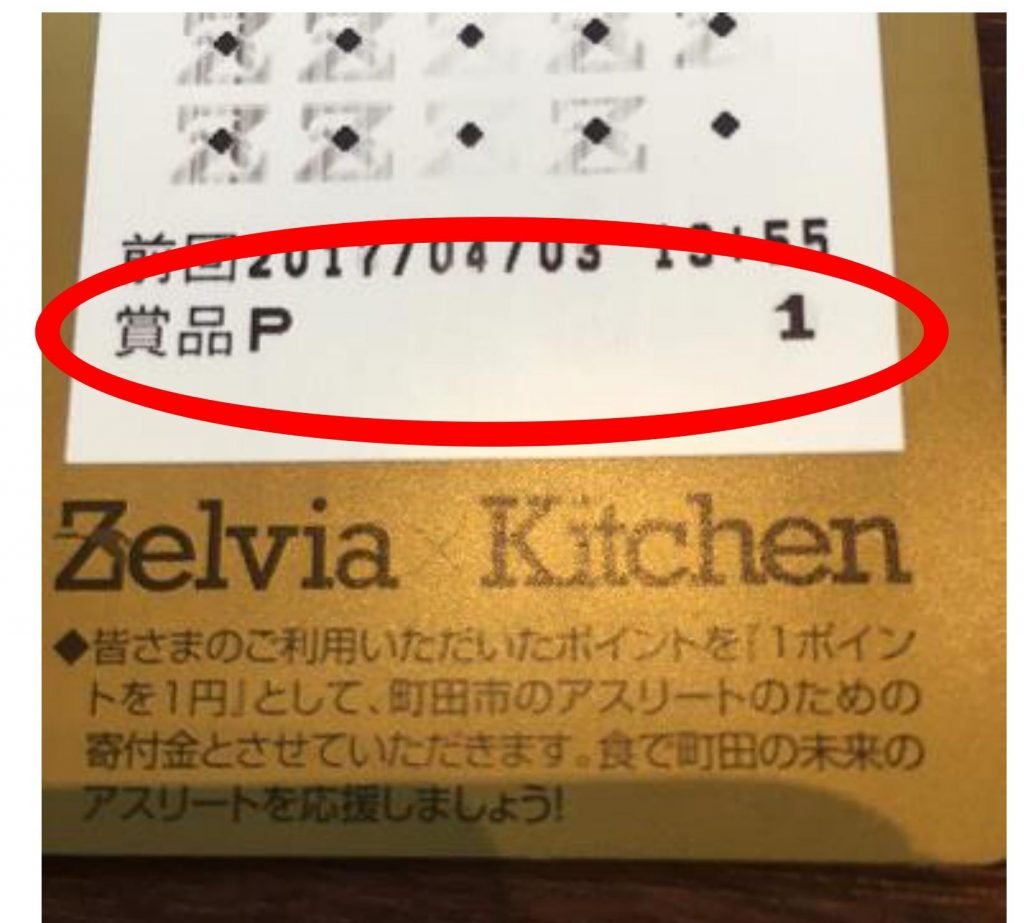 前回2017/04/03 13:55
賞品P 1
Zelvia × Kitchen
◆皆さまのご利用いただいたポイントを「1ポイン
トを1円」として、町田市のアスリートのための
寄付金とさせていただきます。食で町田の未来の
アスリートを応援しましょう!